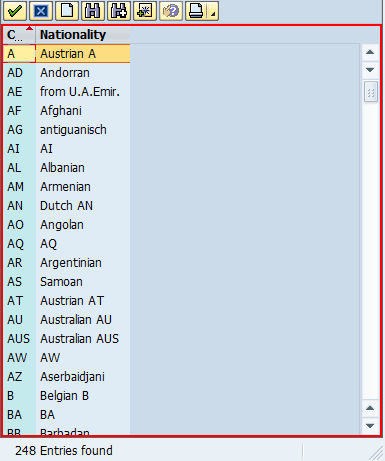 C... Nationality
A Austrian A
AD Andorran
AE from U.A.Emir.
AF Afghani
AG antiguanisch
AI AI
AL Albanian
AM Armenian
AN Dutch AN
AO Angolan
AQ AQ
AR Argentinian
AS Samoan
AT Austrian AT
AU Australian AU
AUS Australian AUS
AW AW
AZ Aserbaidjani
B Belgian B
BA BA
BB Barbadan
248 Entries found